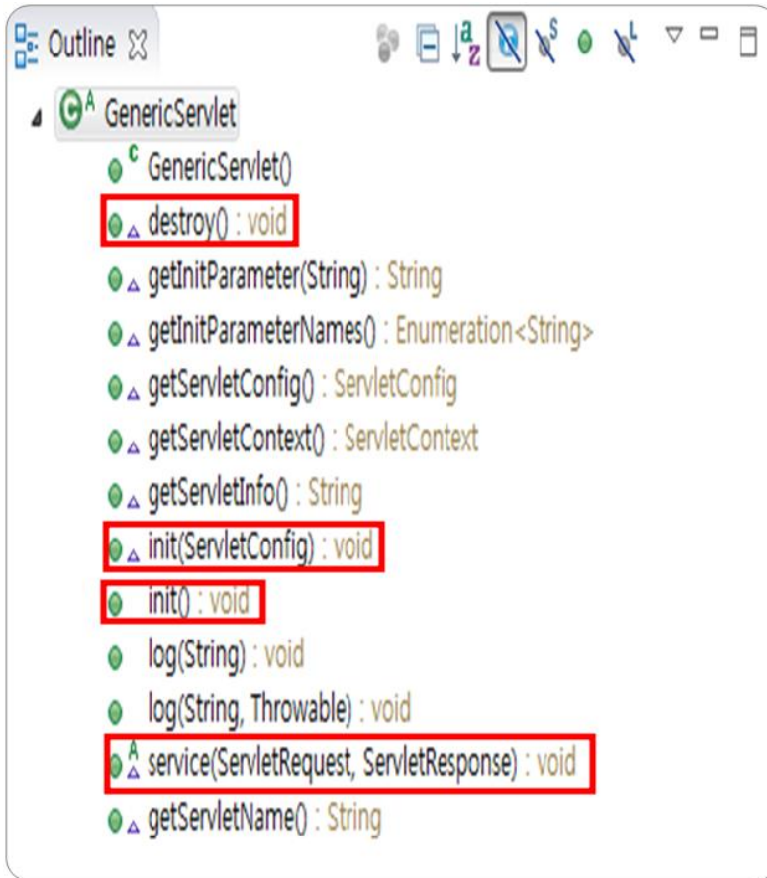 Outline
GenericServlet
GenericServlet()
destroy() : void
getInitParameter(String) : String
getInitParameterNames() : Enumeration<String>
getServletConfig() : ServletConfig
getServletContext() : ServletContext
getServletInfo() : String
init(ServletConfig) : void
init() : void
log(String) : void
log(String, Throwable) : void
service(ServletRequest, ServletResponse) : void
getServletName() : String